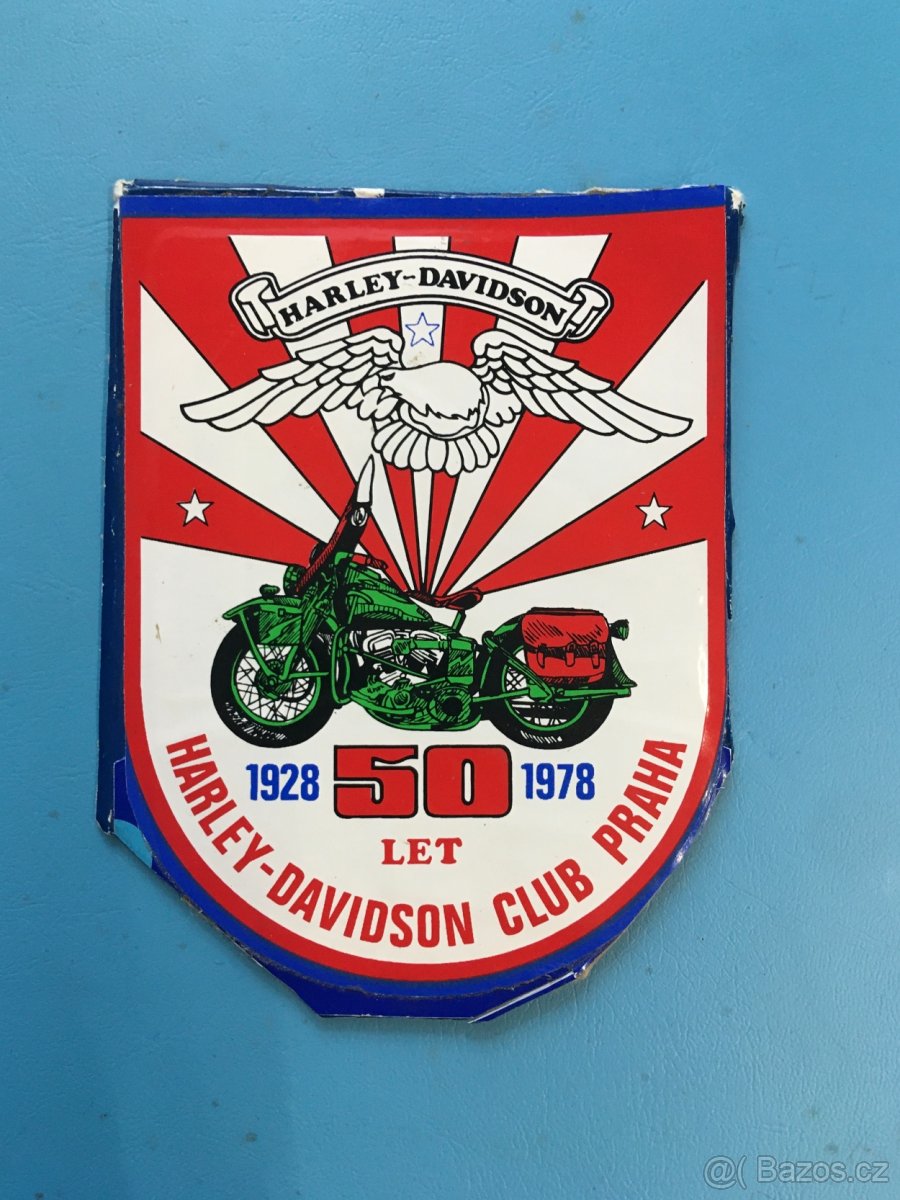 HARLEY-DAVIDSON
1928 50 1978
LET
HARLEY-DAVIDSON CLUB PRAHA
@( Bazos.cz